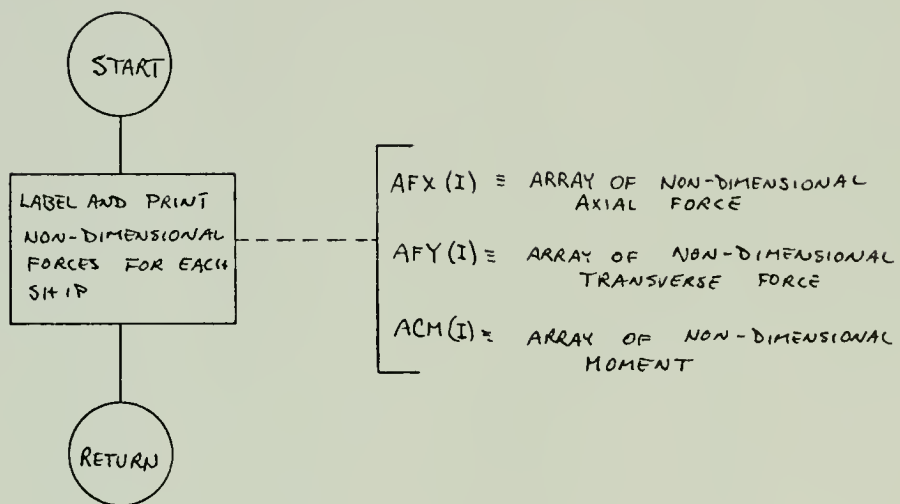 START
LABEL AND PRINT
NON-DIMENSIONAL
FORCES FOR EACH
SHIP
AFX (I) ≡ ARRAY OF NON-DIMENSIONAL
AXIAL FORCE
AFY (I) ≡ ARRAY OF NON-DIMENSIONAL
TRANSVERSE FORCE
ACM (I) ≡ ARRAY OF NON-DIMENSIONAL
MOMENT
RETURN